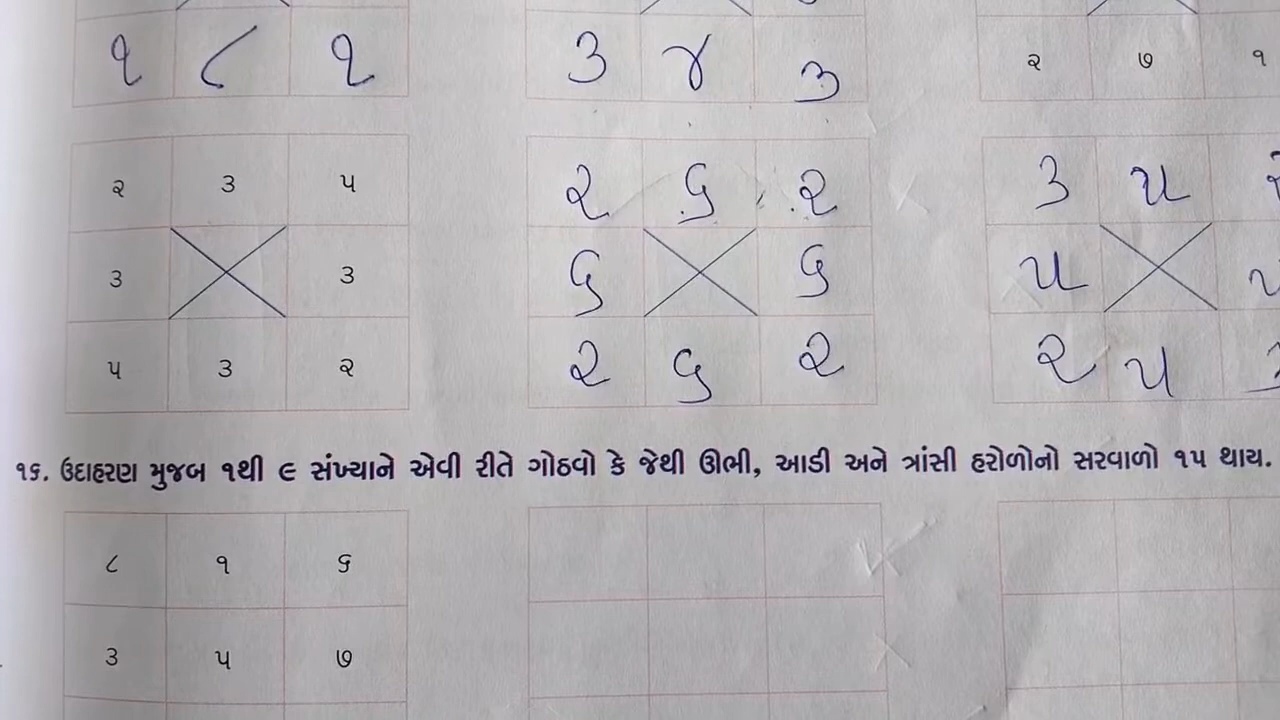 ૧ ૮ ૧ ૩ ૪ ૩ ૨ ૭ ૧
૨ ૩ ૫ ૨ ૬ ૨ ૩ ૫
૩ ૩ ૬ ૬ ૫
૫ ૩ ૨ ૨ ૬ ૨ ૨ ૫
૧૬. ઉદાહરણ મુજબ ૧થી ૯ સંખ્યાને એવી રીતે ગોઠવો કે જેથી ઊભી, આડી અને ત્રાંસી હરોળોનો સરવાળો ૧૫ થાય.
૮ ૧ ૬
૩ ૫ ૭